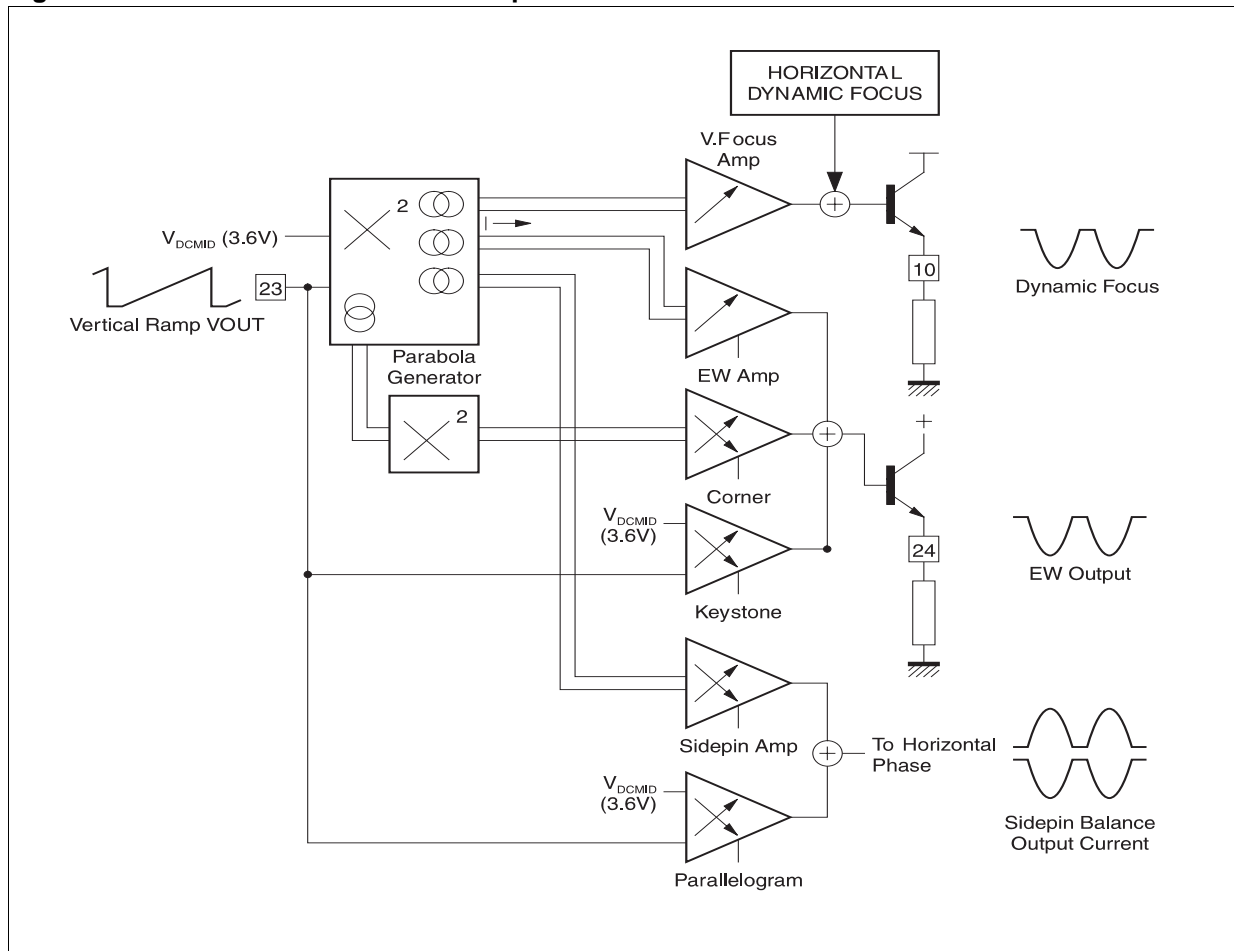 HORIZONTAL
DYNAMIC FOCUS
V.Focus
Amp
2
I
VDCMID (3.6V)
23
Vertical Ramp VOUT
Parabola
Generator
2
10
Dynamic Focus
EW Amp
+
+
+
Corner
VDCMID
(3.6V)
24
EW Output
Keystone
Sidepin Amp
+
To Horizontal
Phase
VDCMID
(3.6V)
Sidepin Balance
Output Current
Parallelogram